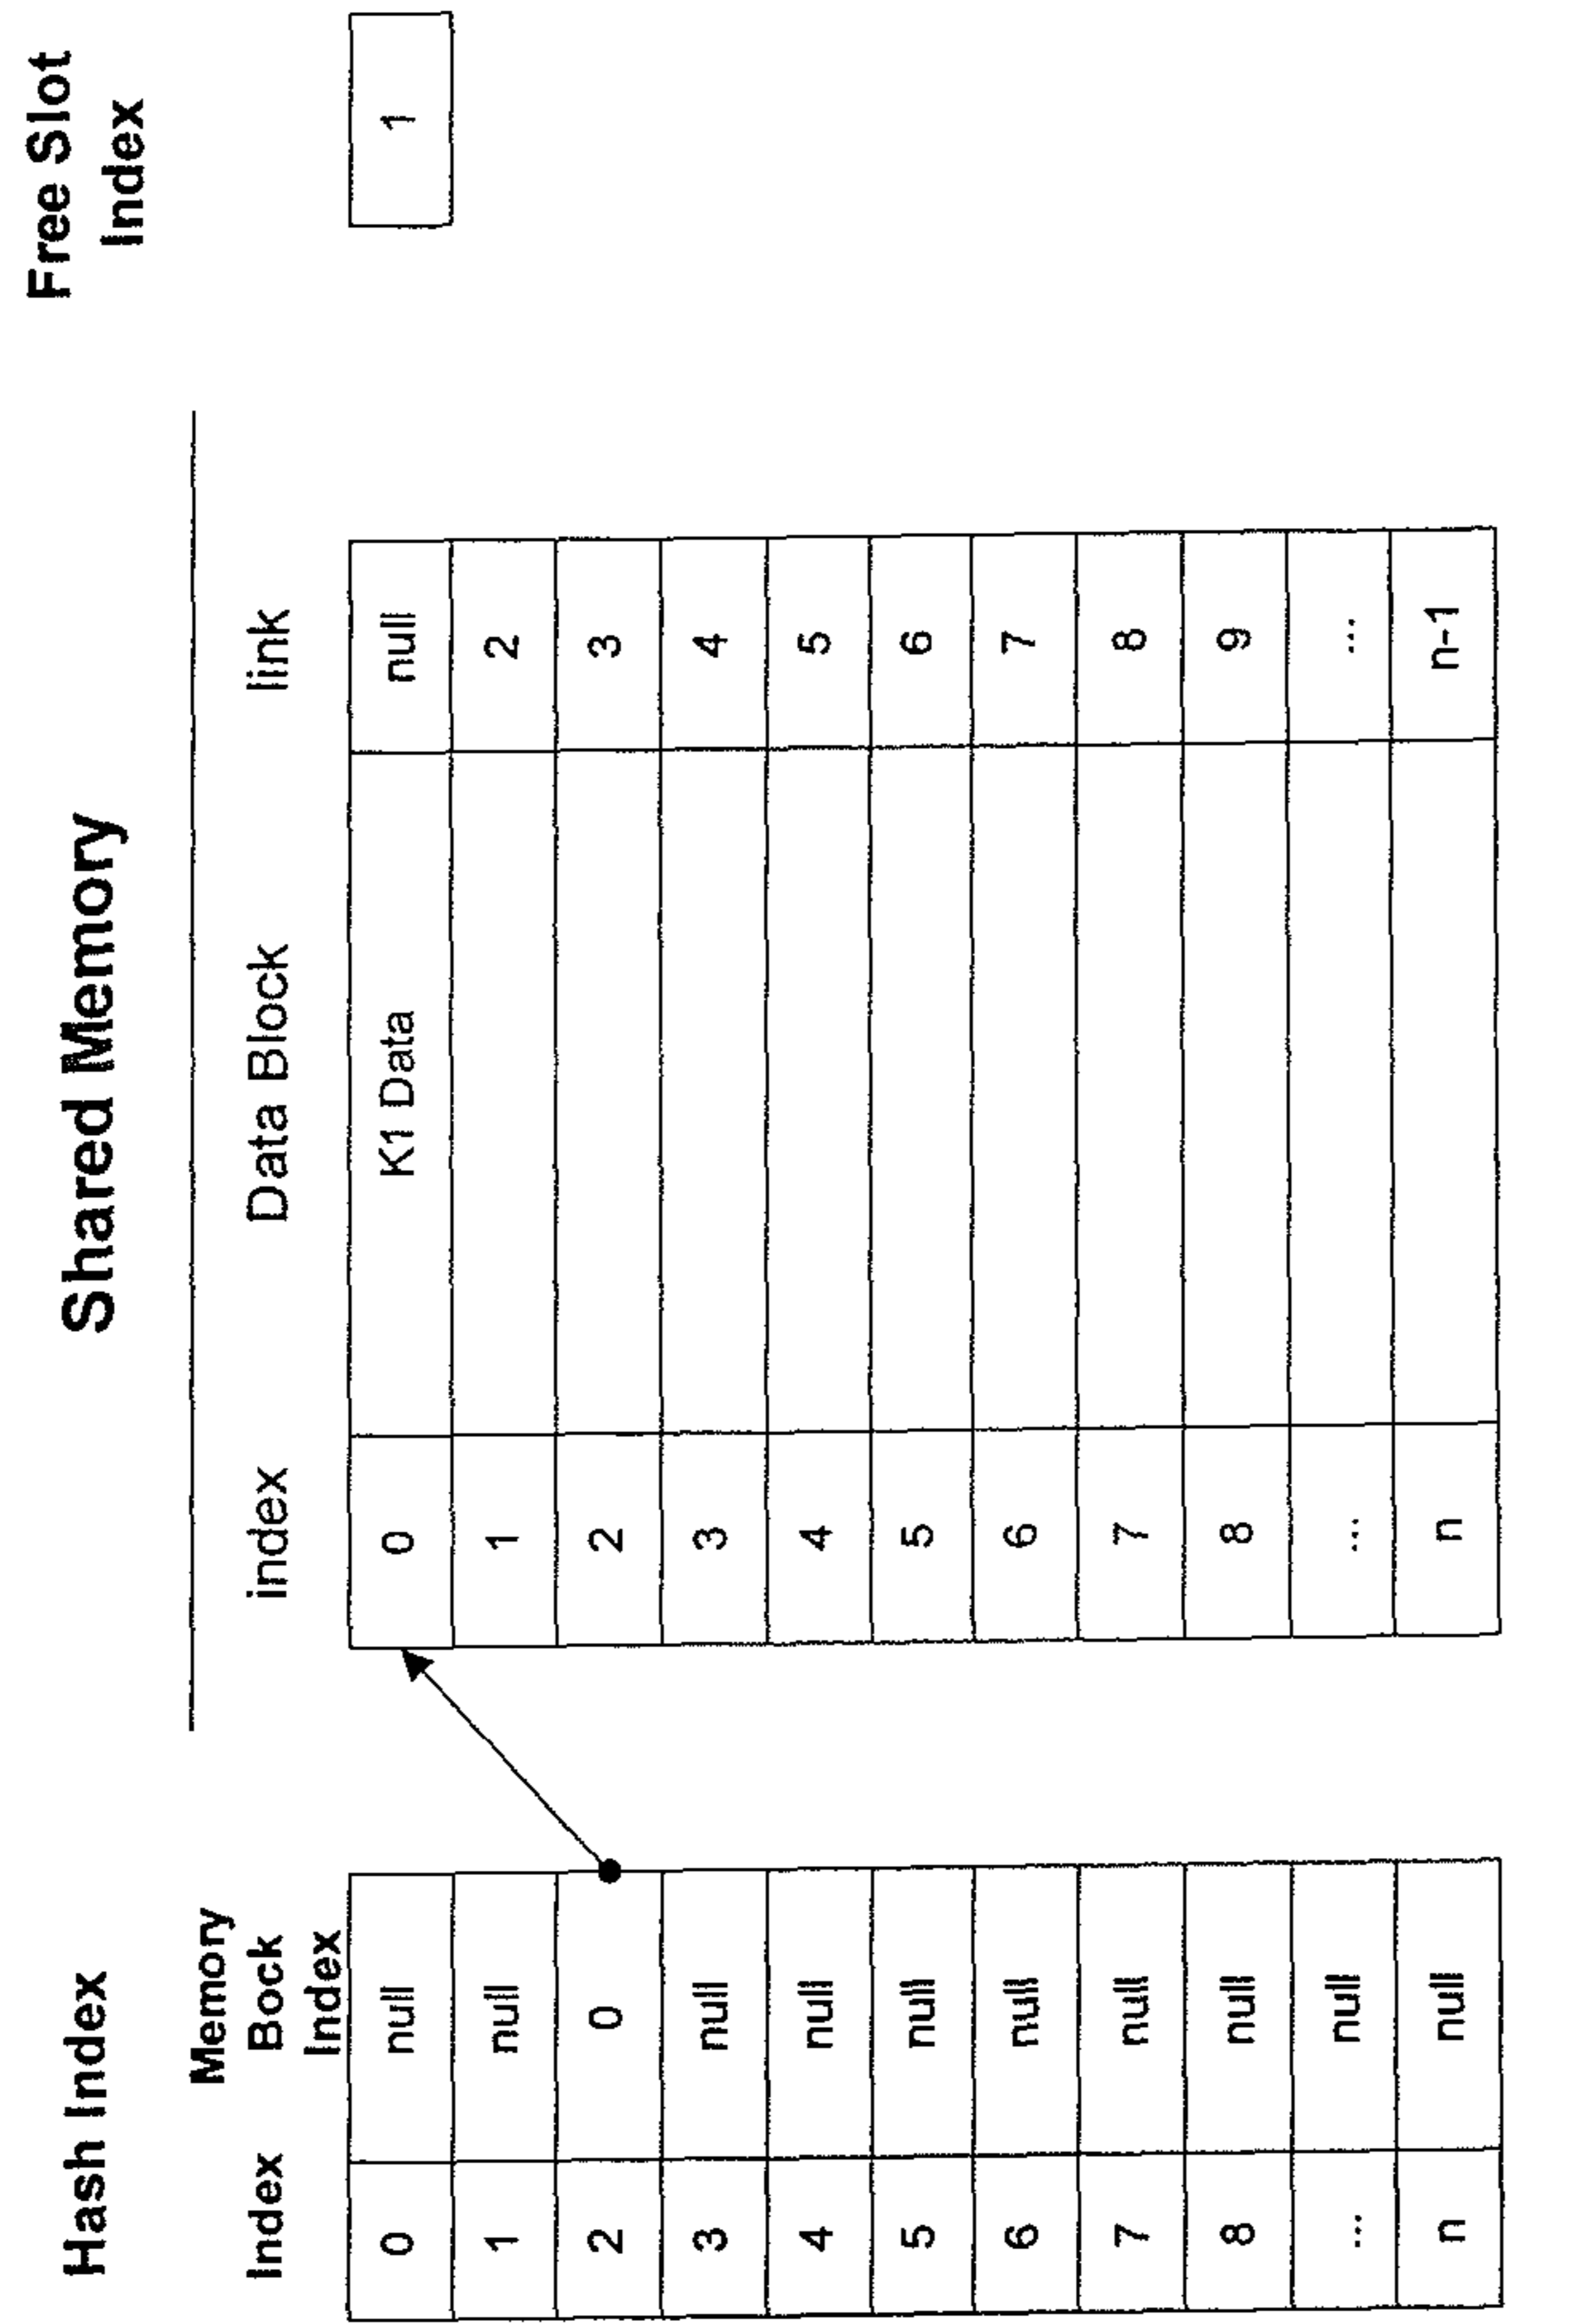 Hash Index
Shared Memory
Free Slot
Index
Index
Memory
Bock
Index
index
Data Block
link
0 null
1 null
2 0
3 null
4 null
5 null
6 null
7 null
8 null
... null
n null
0 K1 Data null
1 2
2 3
3 4
4 5
5 6
6 7
7 8
8 9
... ...
n n-1
1